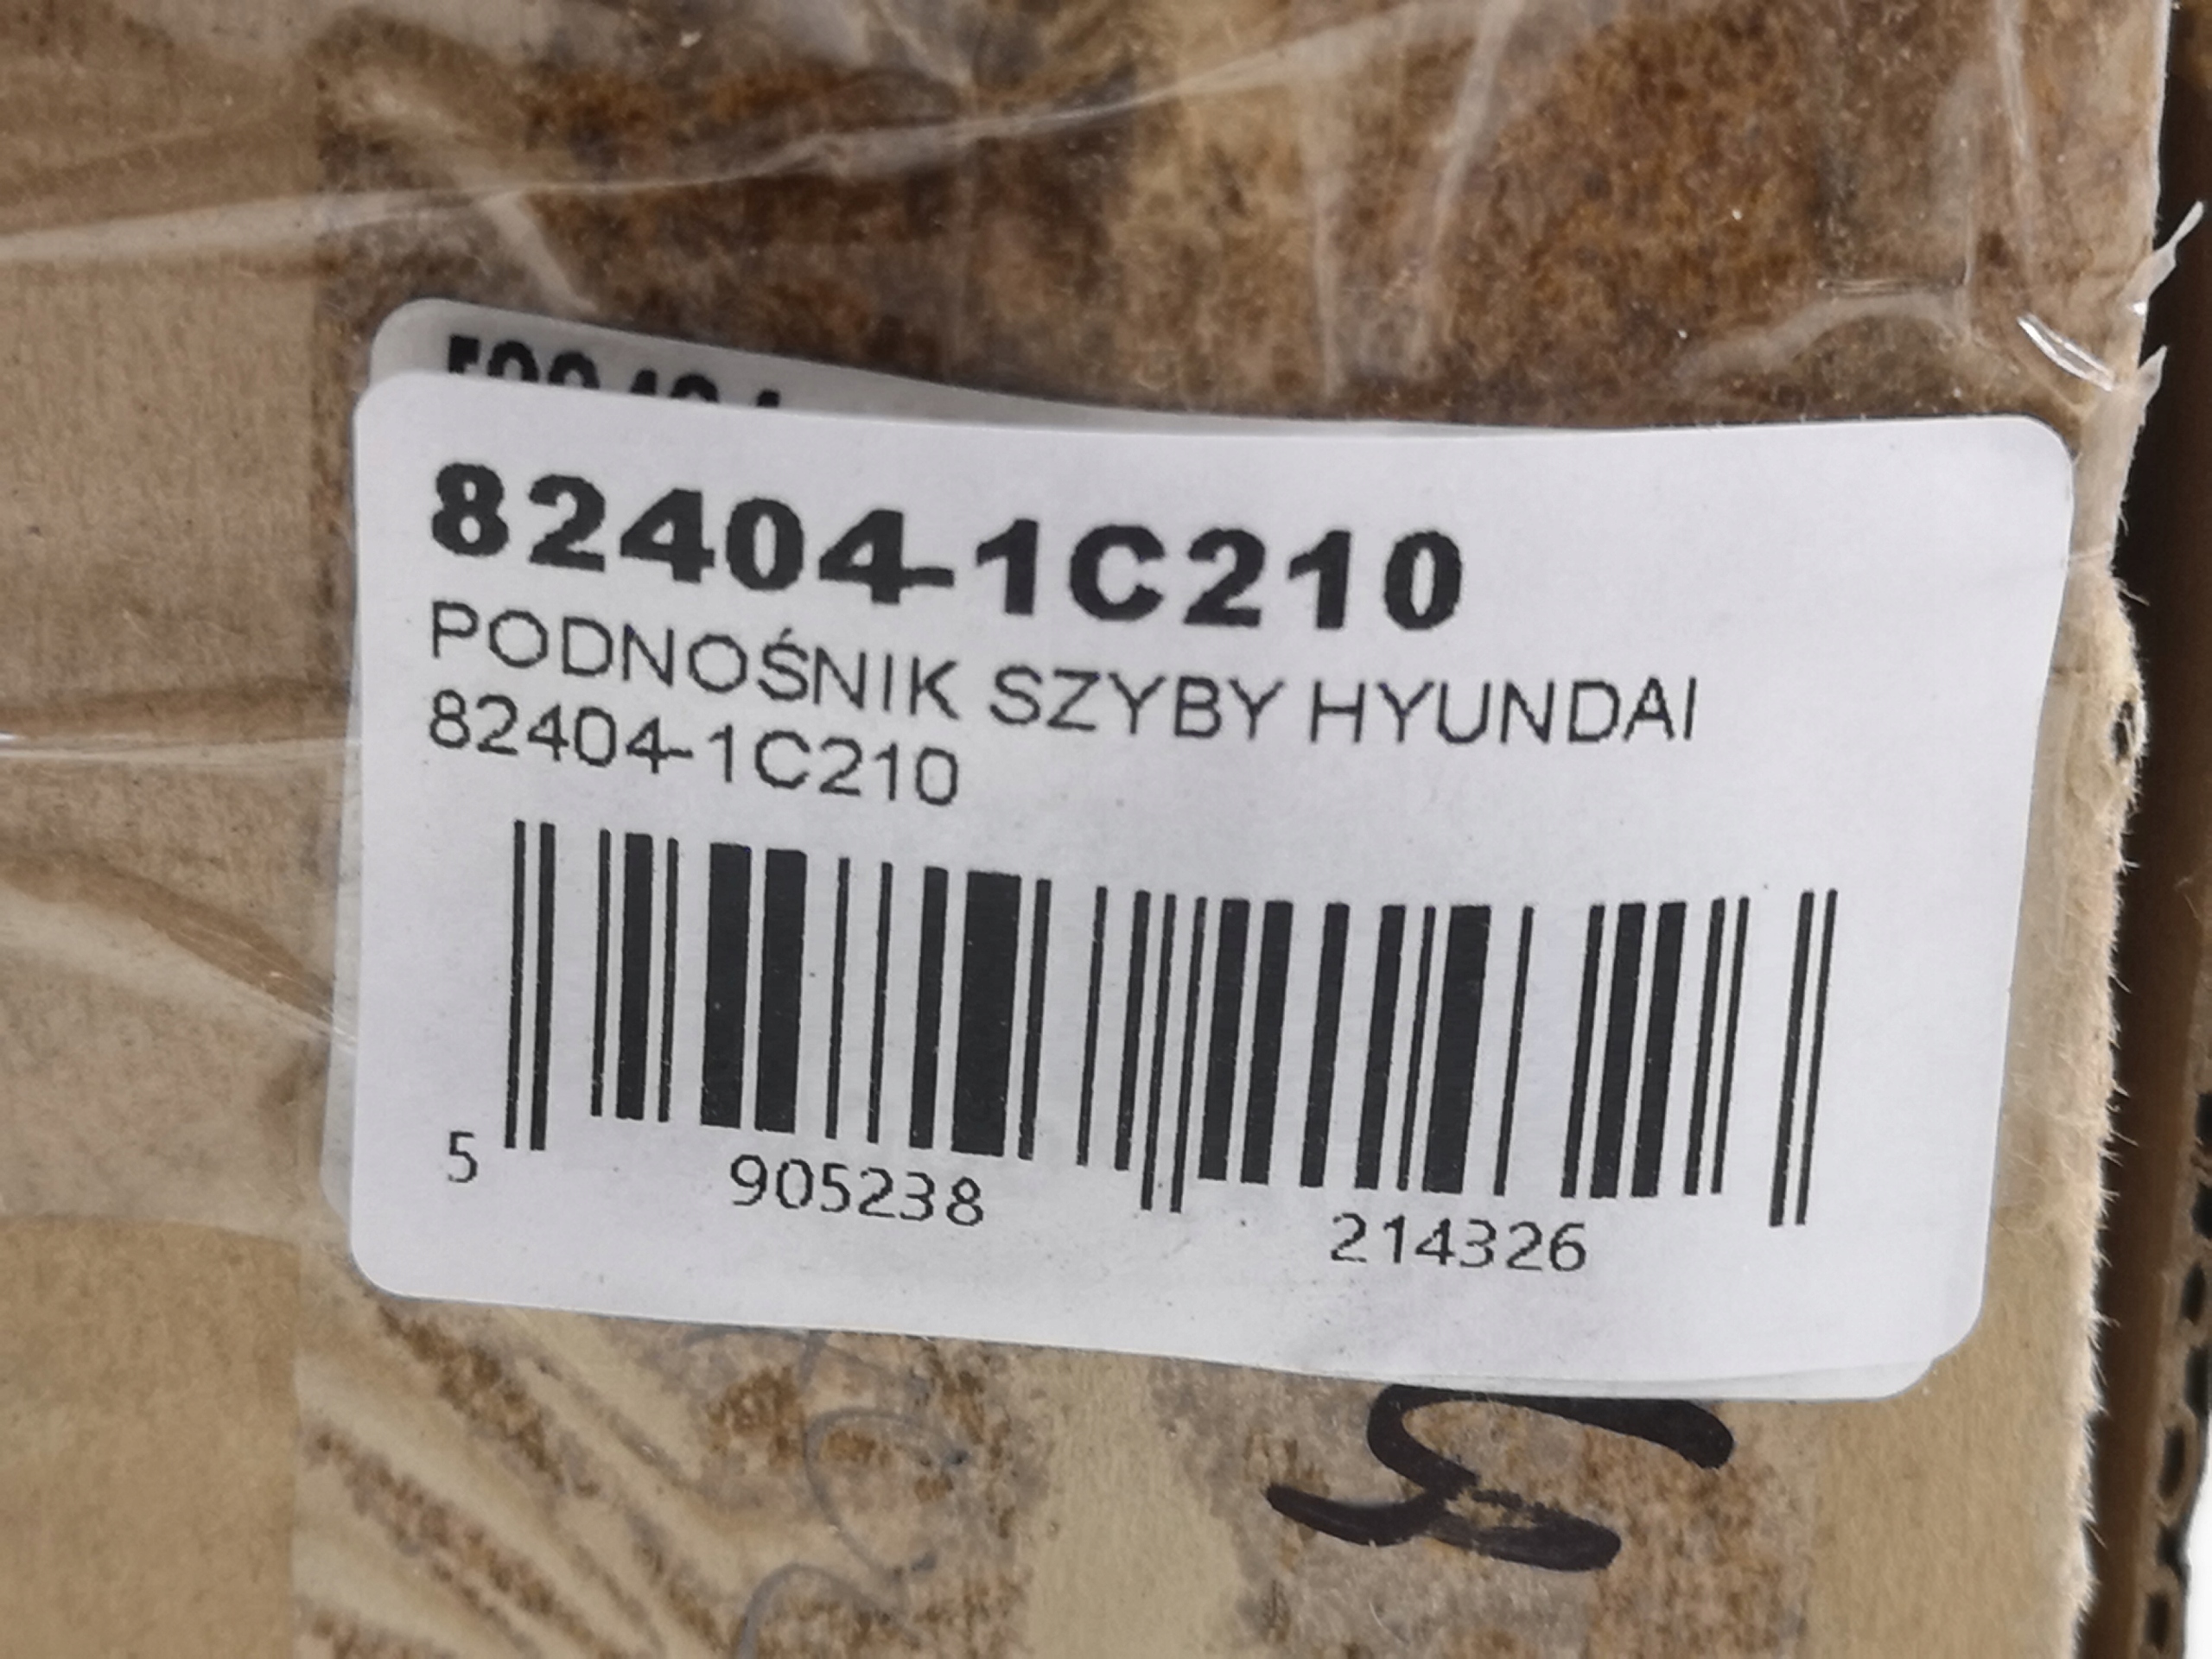 82404-1C210
PODNOŚNIK SZYBY HYUNDAI
82404-1C210
5 905238 214326